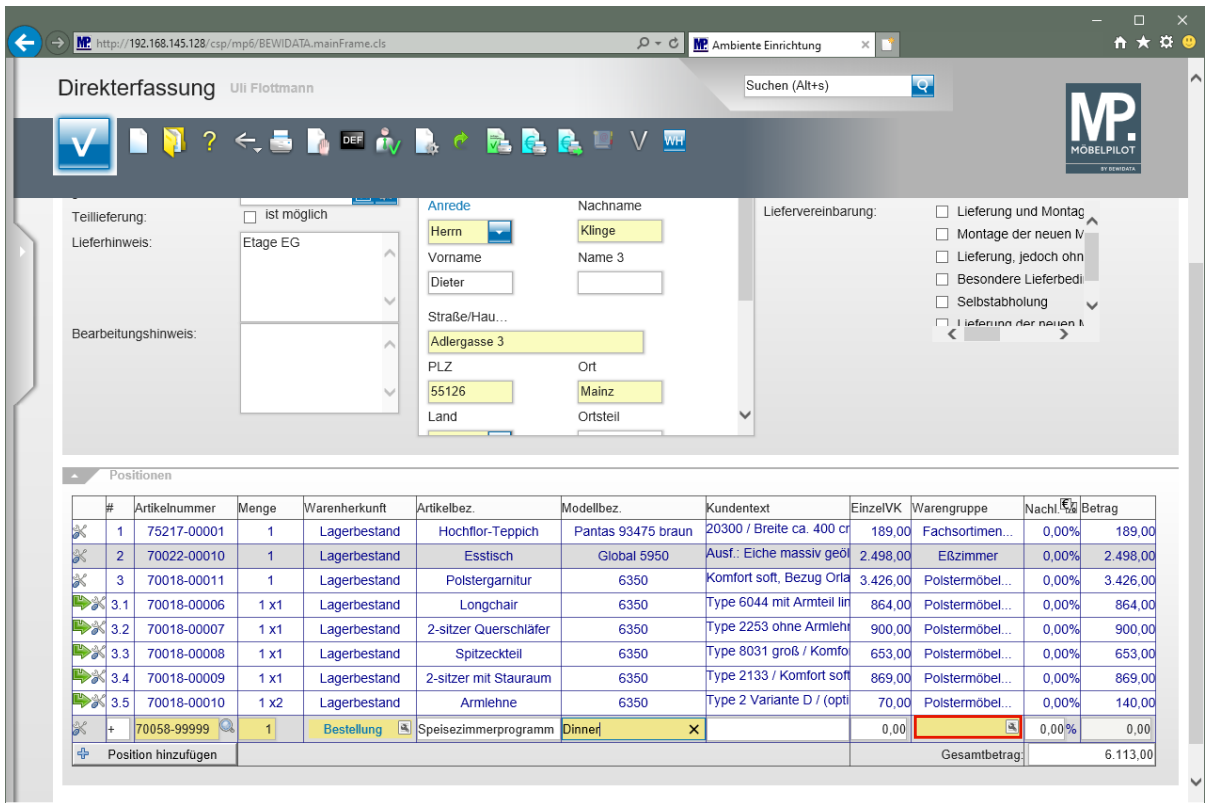 http://192.168.145.128/csp/mp6/BEWIDATA.mainFrame.cls
MP Ambiente Einrichtung
Direkterfassung Uli Flottmann
Suchen (Alt+s)
MP.
MÖBELPILOT
BY BEWIDATA
? DEF V WH
Teillieferung:
ist möglich
Lieferhinweis:
Etage EG
Bearbeitungshinweis:
Anrede Nachname
Herrn Klinge
Vorname Name 3
Dieter
Straße/Hau...
Adlergasse 3
PLZ Ort
55126 Mainz
Land Ortsteil
Liefervereinbarung:
Lieferung und Montag
Montage der neuen M
Lieferung, jedoch ohn
Besondere Lieferbedi
Selbstabholung
Lieferung der neuen M
Positionen
# Artikelnummer Menge Warenherkunft Artikelbez. Modellbez. Kundentext EinzelVK Warengruppe Nachl. Betrag
1 75217-00001 1 Lagerbestand Hochflor-Teppich Pantas 93475 braun 20300 / Breite ca. 400 cm 189,00 Fachsortimen... 0,00% 189,00
2 70022-00010 1 Lagerbestand Esstisch Global 5950 Ausf.: Eiche massiv geöl 2.498,00 Eßzimmer 0,00% 2.498,00
3 70018-00011 1 Lagerbestand Polstergarnitur 6350 Komfort soft, Bezug Orla 3.426,00 Polstermöbel... 0,00% 3.426,00
3.1 70018-00006 1 x1 Lagerbestand Longchair 6350 Type 6044 mit Armteil lin 864,00 Polstermöbel... 0,00% 864,00
3.2 70018-00007 1 x1 Lagerbestand 2-sitzer Querschläfer 6350 Type 2253 ohne Armlehn 900,00 Polstermöbel... 0,00% 900,00
3.3 70018-00008 1 x1 Lagerbestand Spitzeckteil 6350 Type 8031 groß / Komfo 653,00 Polstermöbel... 0,00% 653,00
3.4 70018-00009 1 x1 Lagerbestand 2-sitzer mit Stauraum 6350 Type 2133 / Komfort soft 869,00 Polstermöbel... 0,00% 869,00
3.5 70018-00010 1 x2 Lagerbestand Armlehne 6350 Type 2 Variante D / (opti 70,00 Polstermöbel... 0,00% 140,00
+ 70058-99999 1 Bestellung Speisezimmerprogramm Dinner 0,00 0,00 % 0,00
Position hinzufügen Gesamtbetrag: 6.113,00